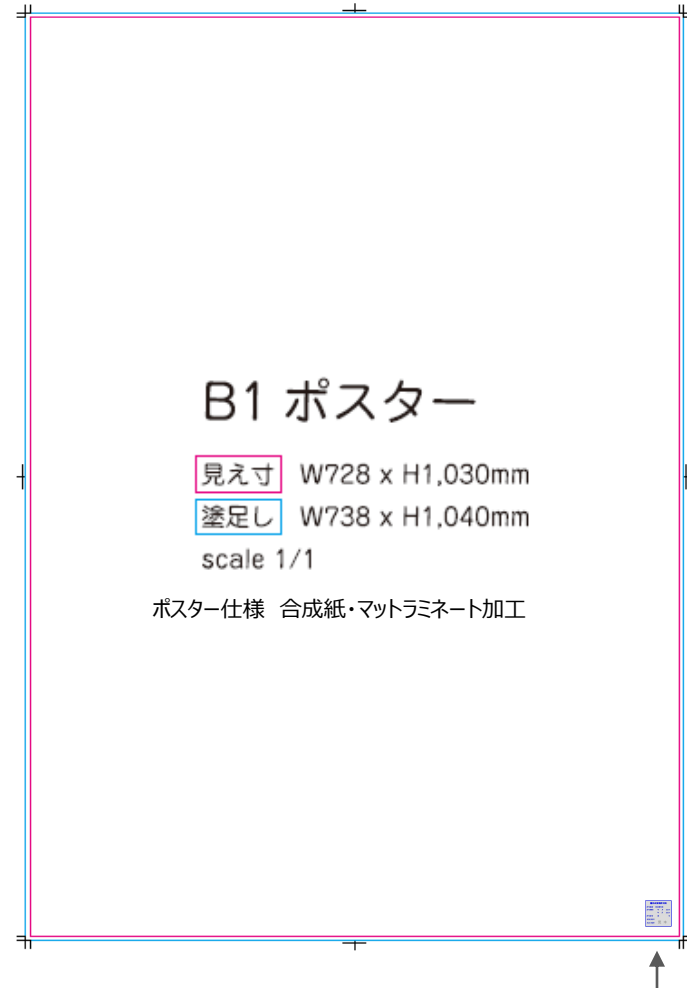 B1 ポスター
見え寸 W728 x H1,030mm
塗足し W738 x H1,040mm
scale 1/1
ポスター仕様 合成紙・マットラミネート加工